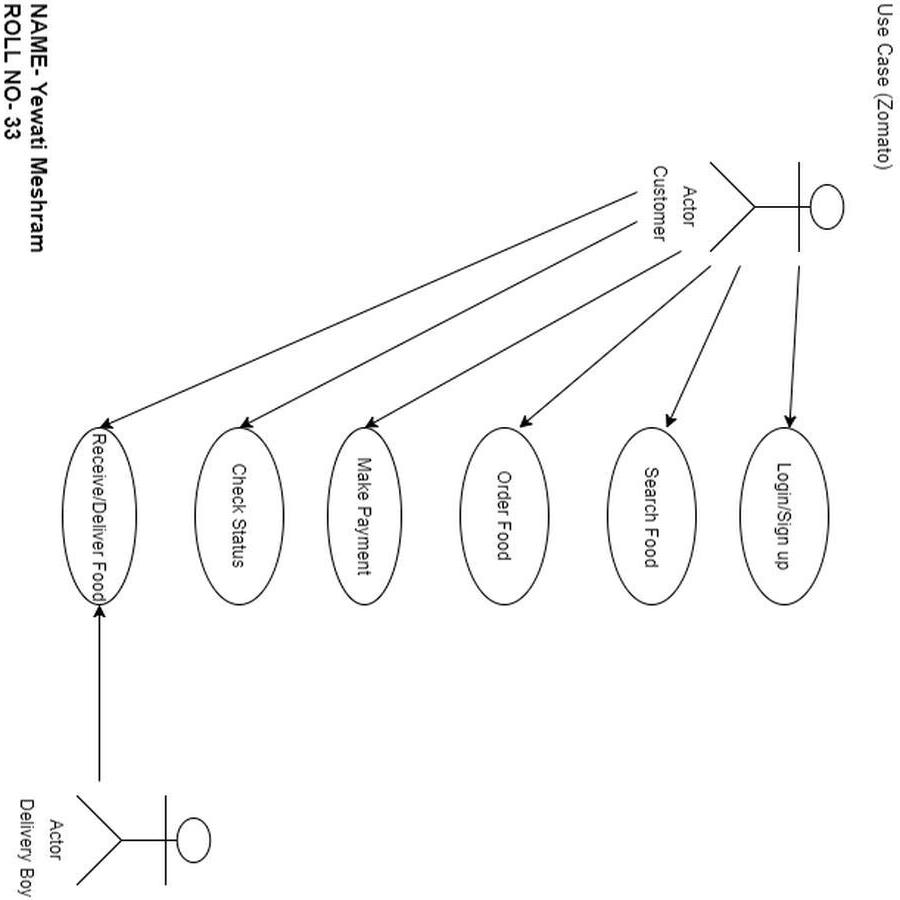 Use Case (Zomato)
Actor
Customer
Login/Sign up
Search Food
Order Food
Make Payment
Check Status
Receive/Deliver Food
Actor
Delivery Boy
NAME- Yewati Meshram
ROLL NO- 33